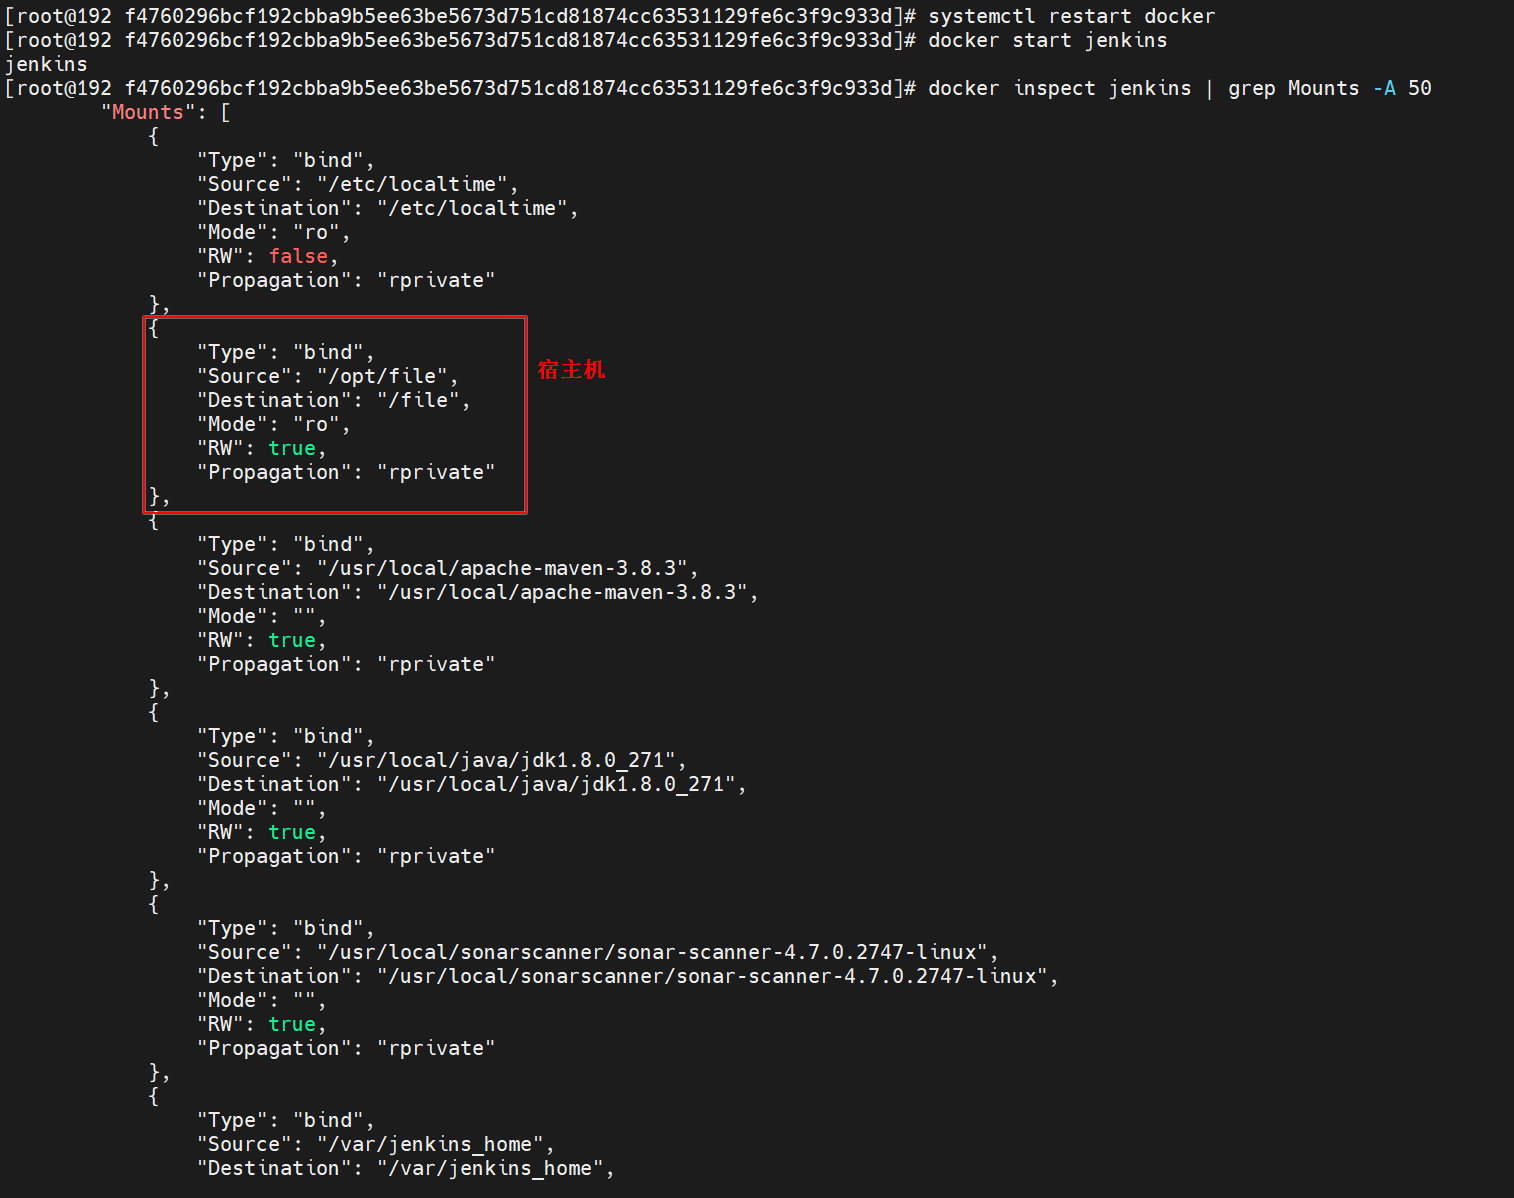 [root@192 f4760296bcf192cbba9b5ee63be5673d751cd81874cc63531129fe6c3f9c933d]# systemctl restart docker
[root@192 f4760296bcf192cbba9b5ee63be5673d751cd81874cc63531129fe6c3f9c933d]# docker start jenkins
jenkins
[root@192 f4760296bcf192cbba9b5ee63be5673d751cd81874cc63531129fe6c3f9c933d]# docker inspect jenkins | grep Mounts -A 50
        "Mounts": [
            {
                "Type": "bind",
                "Source": "/etc/localtime",
                "Destination": "/etc/localtime",
                "Mode": "ro",
                "RW": false,
                "Propagation": "rprivate"
            },
            {
                "Type": "bind",
宿主机
                "Source": "/opt/file",
                "Destination": "/file",
                "Mode": "ro",
                "RW": true,
                "Propagation": "rprivate"
            },
            {
                "Type": "bind",
                "Source": "/usr/local/apache-maven-3.8.3",
                "Destination": "/usr/local/apache-maven-3.8.3",
                "Mode": "",
                "RW": true,
                "Propagation": "rprivate"
            },
            {
                "Type": "bind",
                "Source": "/usr/local/java/jdk1.8.0_271",
                "Destination": "/usr/local/java/jdk1.8.0_271",
                "Mode": "",
                "RW": true,
                "Propagation": "rprivate"
            },
            {
                "Type": "bind",
                "Source": "/usr/local/sonarscanner/sonar-scanner-4.7.0.2747-linux",
                "Destination": "/usr/local/sonarscanner/sonar-scanner-4.7.0.2747-linux",
                "Mode": "",
                "RW": true,
                "Propagation": "rprivate"
            },
            {
                "Type": "bind",
                "Source": "/var/jenkins_home",
                "Destination": "/var/jenkins_home",